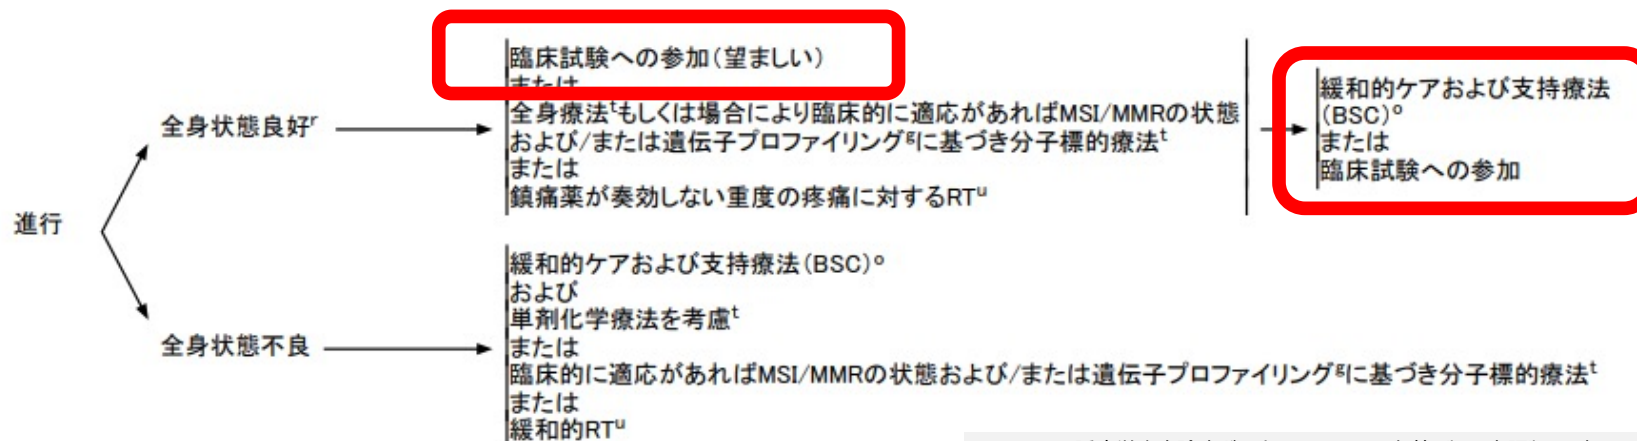 進行
全身状態良好r
臨床試験への参加(望ましい)
または
全身療法tもしくは場合により臨床的に適応があればMSI/MMRの状態
および/または遺伝子プロファイリングgに基づき分子標的療法t
または
鎮痛薬が奏効しない重度の疼痛に対するRTu
緩和的ケアおよび支持療法
(BSC)o
または
臨床試験への参加
全身状態不良
緩和的ケアおよび支持療法(BSC)o
および
単剤化学療法を考慮t
または
臨床的に適応があればMSI/MMRの状態および/または遺伝子プロファイリングgに基づき分子標的療法t
または
緩和的RTu